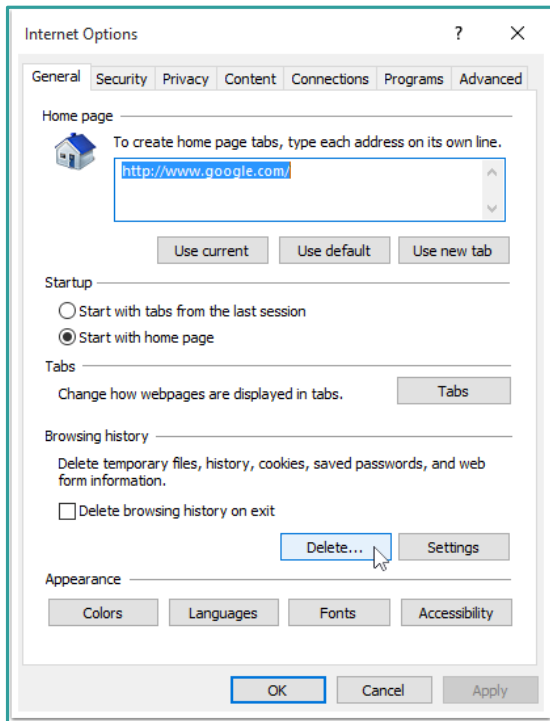 Internet Options ?
General Security Privacy Content Connections Programs Advanced
Home page
To create home page tabs, type each address on its own line.
http://www.google.com/
Use current Use default Use new tab
Startup
Start with tabs from the last session
Start with home page
Tabs
Change how webpages are displayed in tabs. Tabs
Browsing history
Delete temporary files, history, cookies, saved passwords, and web
form information.
Delete browsing history on exit
Delete... Settings
Appearance
Colors Languages Fonts Accessibility
OK Cancel Apply